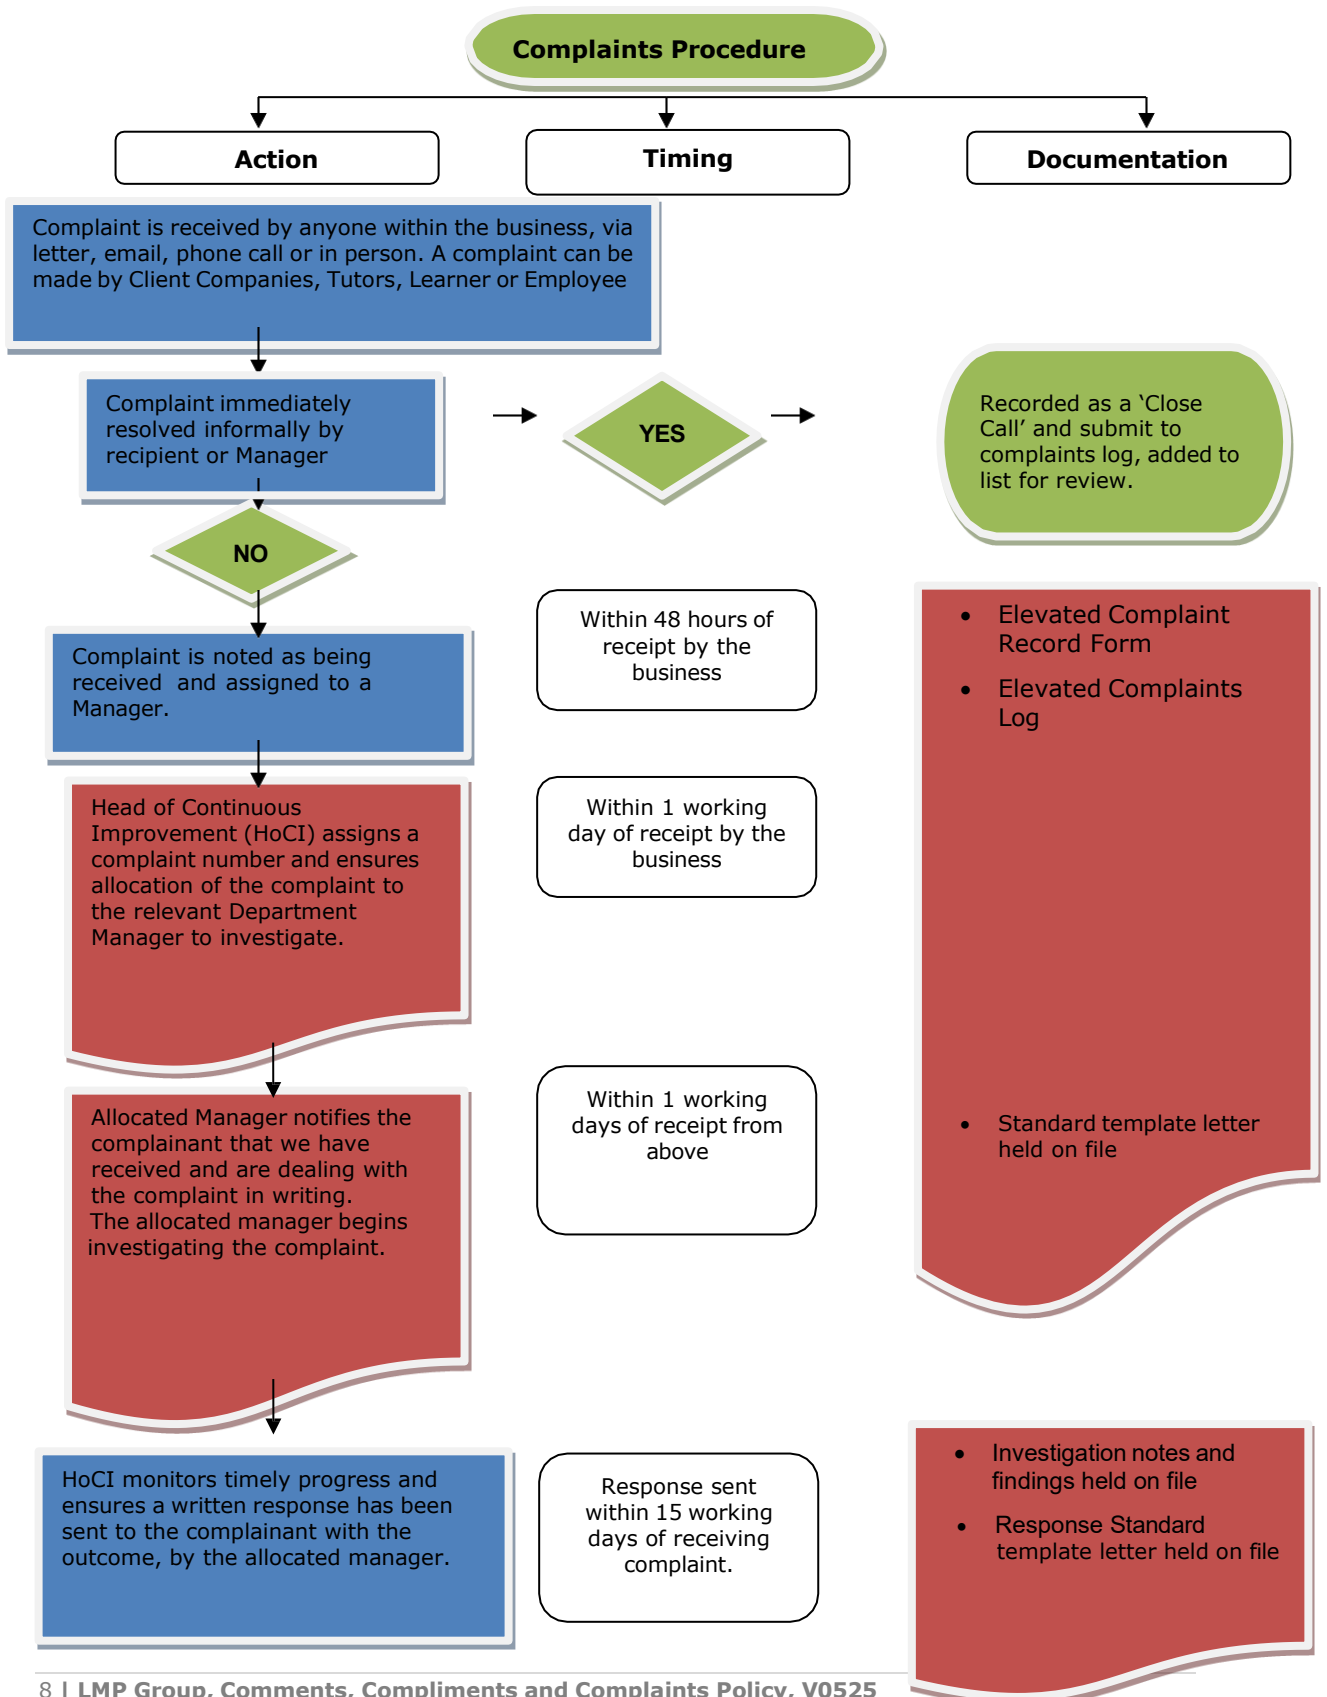 Complaints Procedure
Action
Timing
Documentation
Complaint is received by anyone within the business, via
letter, email, phone call or in person. A complaint can be
made by Client Companies, Tutors, Learner or Employee
Complaint immediately
resolved informally by
recipient or Manager
YES
Recorded as a ‘Close
Call’ and submit to
complaints log, added to
list for review.
NO
Complaint is noted as being
received and assigned to a
Manager.
Within 48 hours of
receipt by the
business
• Elevated Complaint
Record Form
• Elevated Complaints
Log
Head of Continuous
Improvement (HoCI) assigns a
complaint number and ensures
allocation of the complaint to
the relevant Department
Manager to investigate.
Within 1 working
day of receipt by the
business
Allocated Manager notifies the
complainant that we have
received and are dealing with
the complaint in writing.
The allocated manager begins
investigating the complaint.
Within 1 working
days of receipt from
above
• Standard template letter
held on file
HoCI monitors timely progress and
ensures a written response has been
sent to the complainant with the
outcome, by the allocated manager.
Response sent
within 15 working
days of receiving
complaint.
• Investigation notes and
findings held on file
• Response Standard
template letter held on file
8 | LMP Group, Comments, Compliments and Complaints Policy, V0525